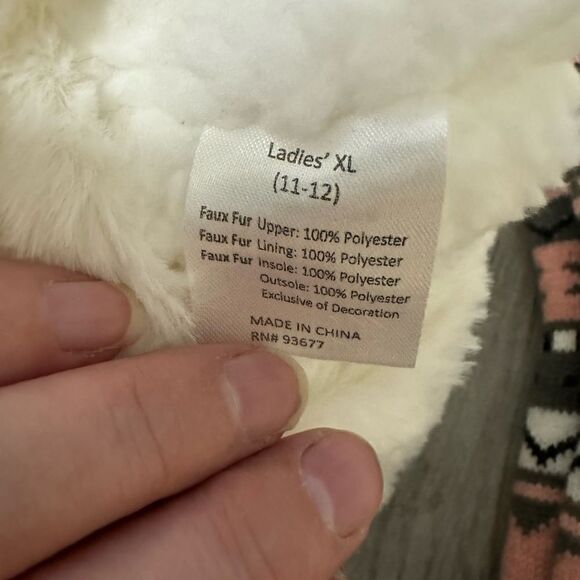 Ladies' XL
(11-12)
Faux Fur Upper: 100% Polyester
Faux Fur Lining: 100% Polyester
Faux Fur Insole: 100% Polyester
Outsole: 100% Polyester
Exclusive of Decoration
MADE IN CHINA
RN# 93677